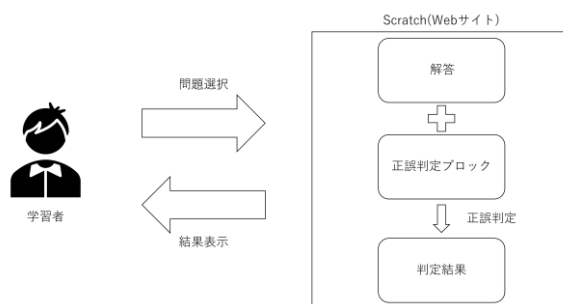 Scratch(Webサイト)
問題選択
解答
正誤判定ブロック
学習者
正誤判定
結果表示
判定結果